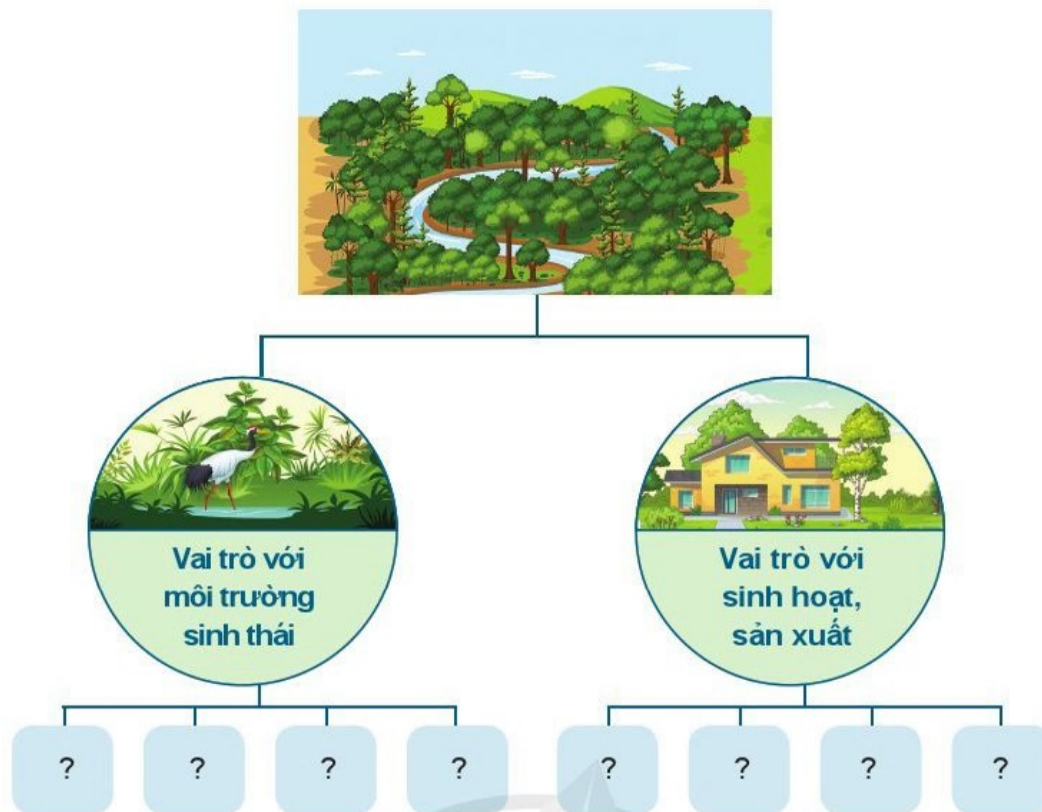 Vai trò với
môi trường
sinh thái
Vai trò với
sinh hoạt,
sản xuất
? ? ? ? ? ? ? ?